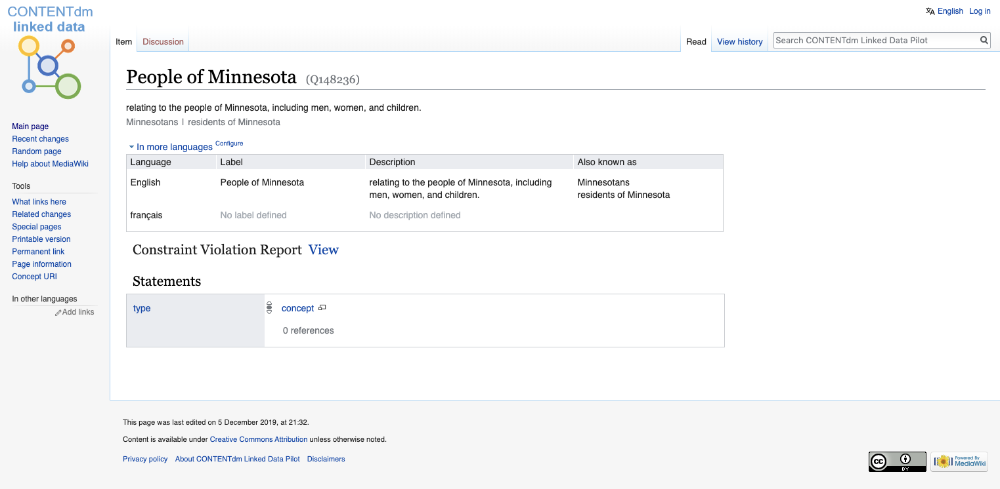 CONTENTdm
linked data
English Log in
Item Discussion
Read View history
Search CONTENTdm Linked Data Pilot
Main page
Recent changes
Random page
Help about MediaWiki
Tools
What links here
Related changes
Special pages
Printable version
Permanent link
Page information
Concept URI
In other languages
Add links
People of Minnesota (Q148236)
relating to the people of Minnesota, including men, women, and children.
Minnesotans | residents of Minnesota
In more languages Configure
Language Label Description Also known as
English People of Minnesota relating to the people of Minnesota, including Minnesotans
men, women, and children. residents of Minnesota
français No label defined No description defined
Constraint Violation Report View
Statements
type concept
0 references
This page was last edited on 5 December 2019, at 21:32.
Content is available under Creative Commons Attribution unless otherwise noted.
Privacy policy About CONTENTdm Linked Data Pilot Disclaimers
cc BY
Powered By
MediaWiki